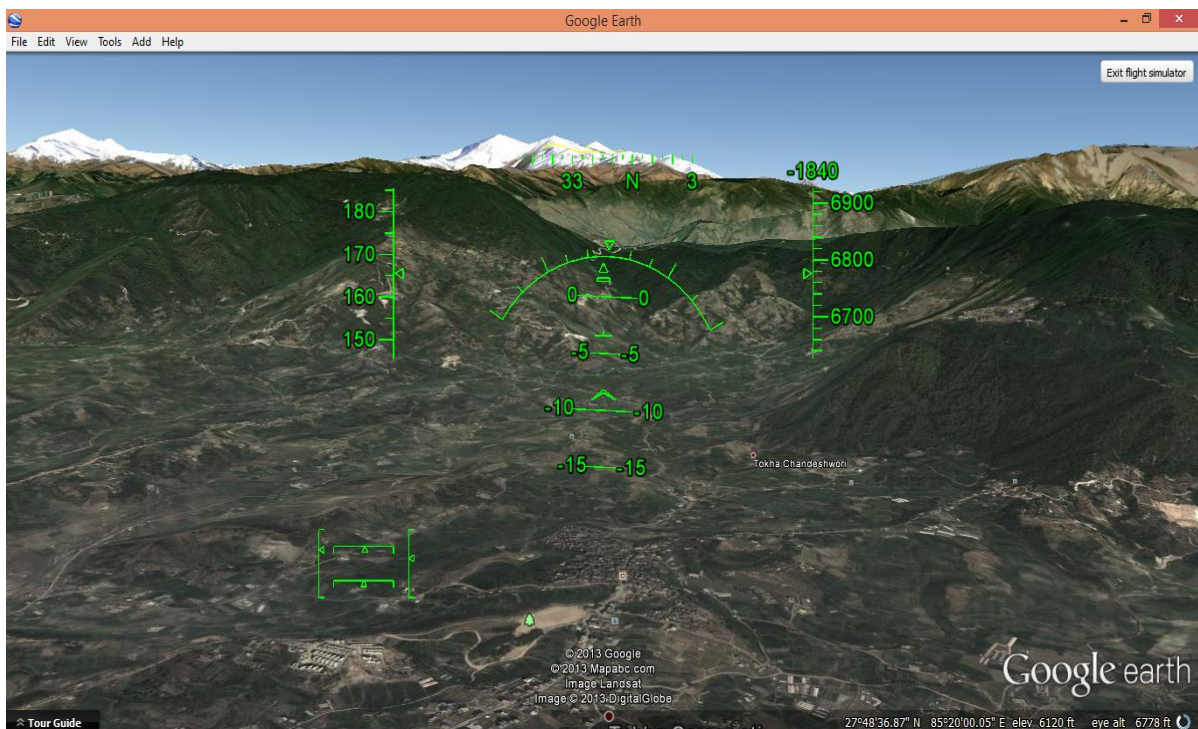 Google Earth
File Edit View Tools Add Help
Exit flight simulator
33 N 3
-1840
180
170
160
150
6900
6800
6700
0 0
-5 -5
-10 -10
-15 -15
Tokha Chandeshwori
© 2013 Google
© 2013 Mapabc.com
Image Landsat
Image © 2013 DigitalGlobe
Google earth
Tour Guide
27°48'36.87" N 85°20'00.05" E elev 6120 ft eye alt 6778 ft